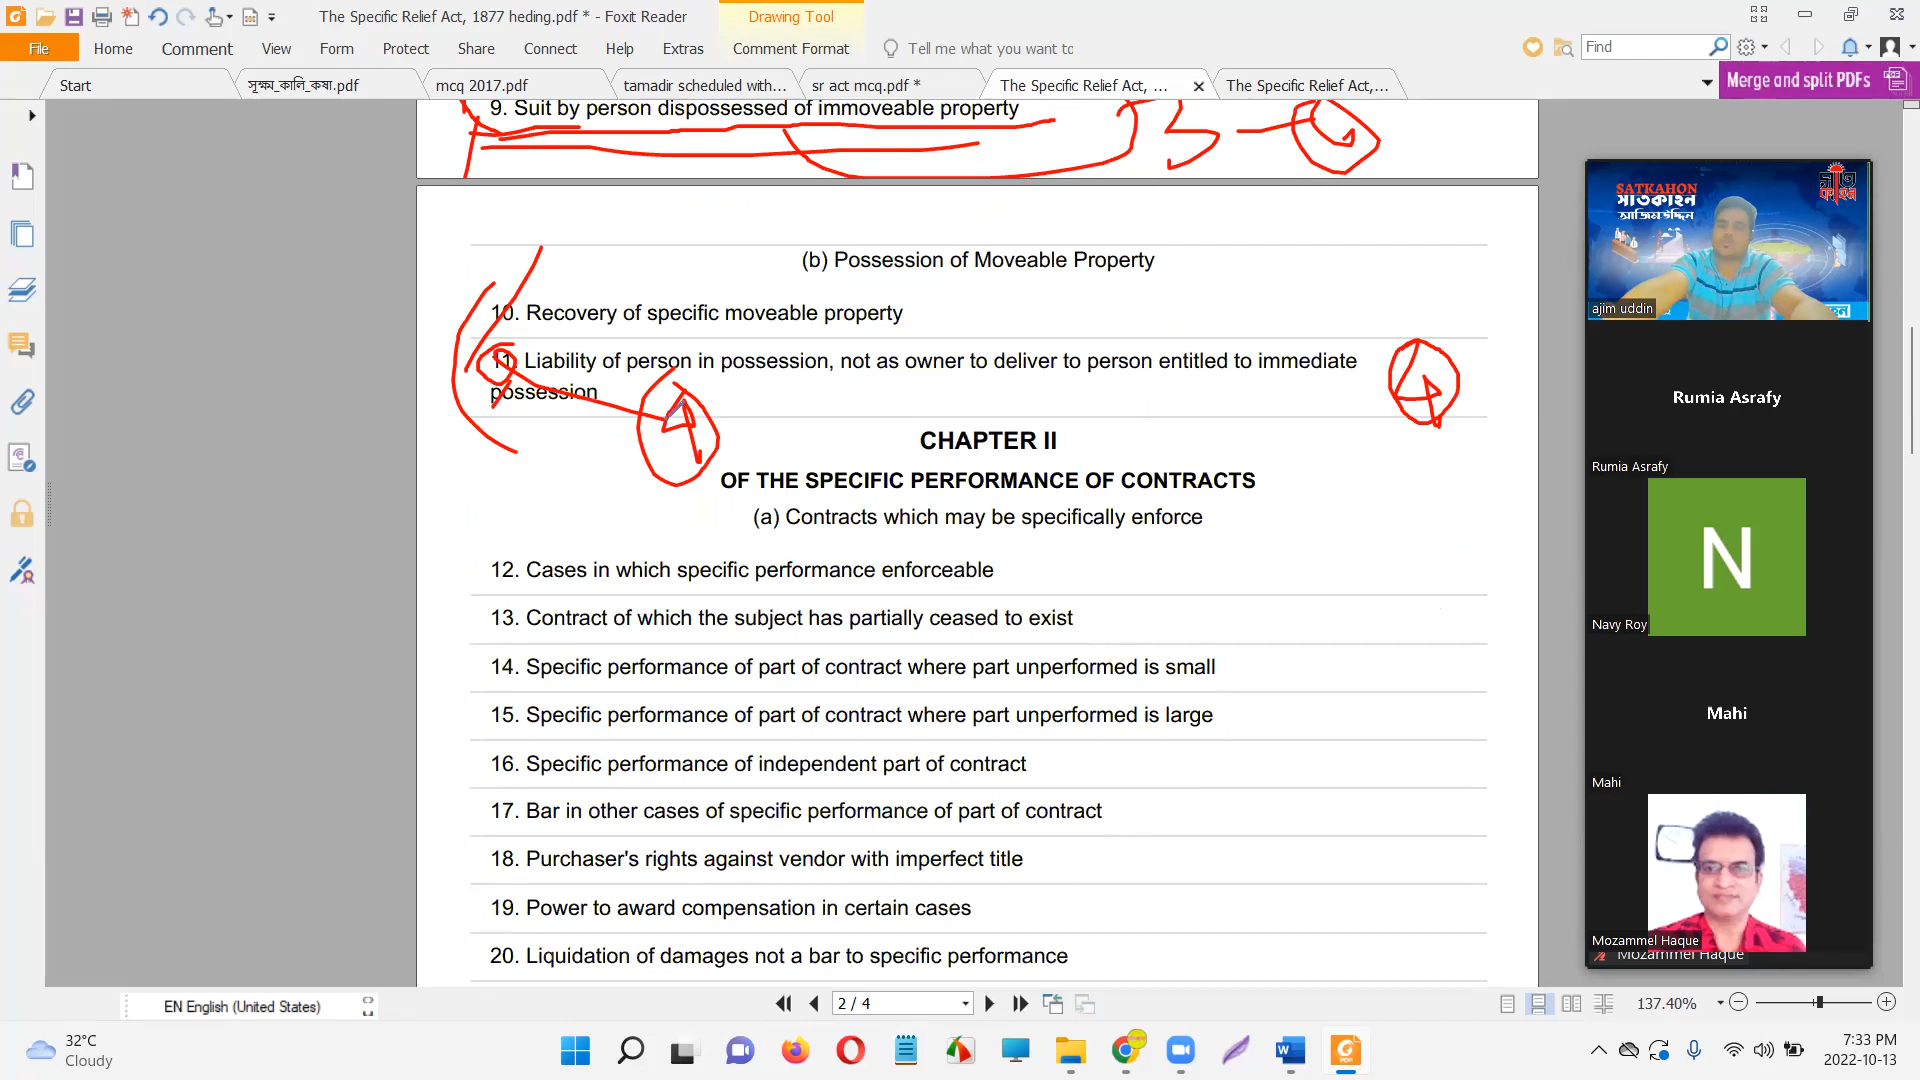 The Specific Relief Act, 1877 heding.pdf * - Foxit Reader
Drawing Tool
File
Home
Comment
View
Form
Protect
Share
Connect
Help
Extras
Comment Format
Tell me what you want to
Find
Start
সূক্ষ্ম_কালি_কষা.pdf
mcq 2017.pdf
tamadir scheduled with...
sr act mcq.pdf *
The Specific Relief Act, ...
The Specific Relief Act,...
Merge and split PDFs
9. Suit by person dispossessed of immoveable property
(b) Possession of Moveable Property
10. Recovery of specific moveable property
11. Liability of person in possession, not as owner to deliver to person entitled to immediate
possession
CHAPTER II
OF THE SPECIFIC PERFORMANCE OF CONTRACTS
(a) Contracts which may be specifically enforce
12. Cases in which specific performance enforceable
13. Contract of which the subject has partially ceased to exist
14. Specific performance of part of contract where part unperformed is small
15. Specific performance of part of contract where part unperformed is large
16. Specific performance of independent part of contract
17. Bar in other cases of specific performance of part of contract
18. Purchaser's rights against vendor with imperfect title
19. Power to award compensation in certain cases
20. Liquidation of damages not a bar to specific performance
SATKAHON
সাতকাহন
আজিম উদ্দিন
ajim uddin
Rumia Asrafy
Rumia Asrafy
N
Navy Roy
Mahi
Mahi
Mozammel Haque
Mozammel Haque
EN English (United States)
2 / 4
137.40%
32°C
Cloudy
7:33 PM
2022-10-13